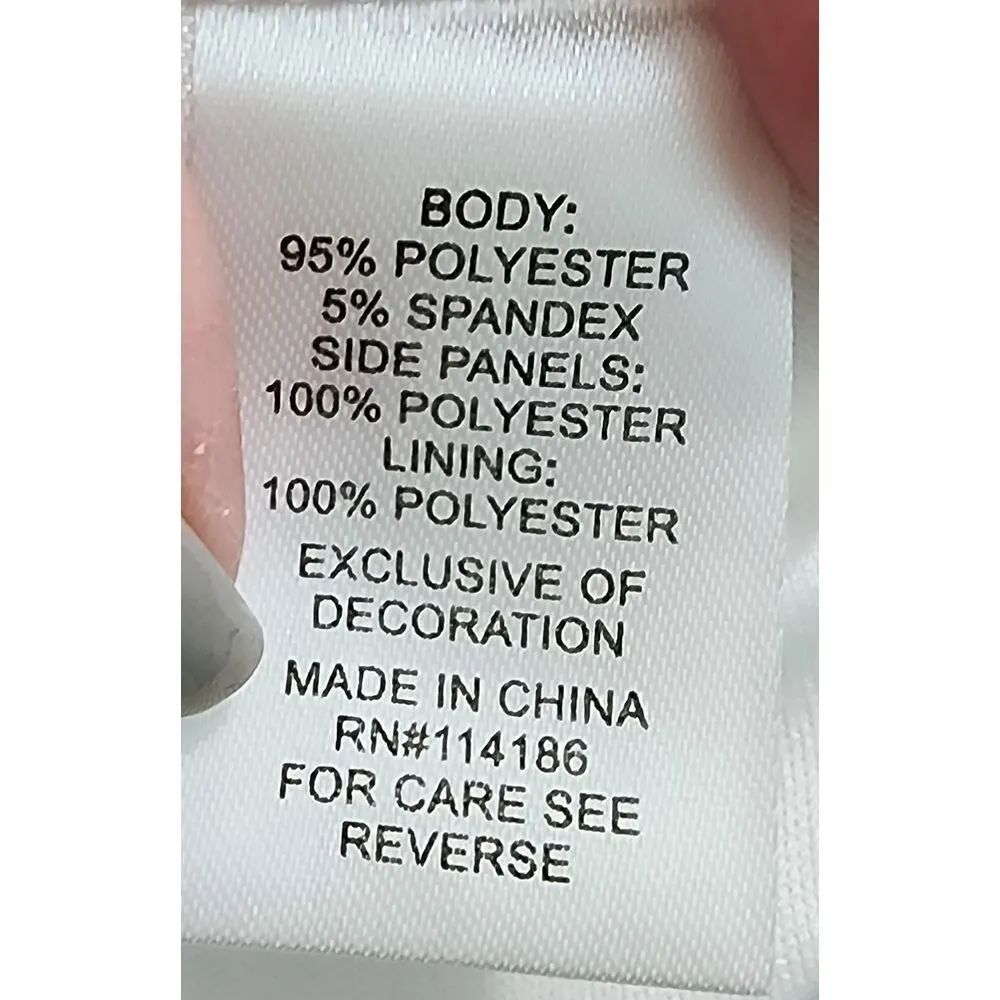 BODY:
95% POLYESTER
5% SPANDEX
SIDE PANELS:
100% POLYESTER
LINING:
100% POLYESTER
EXCLUSIVE OF
DECORATION
MADE IN CHINA
RN#114186
FOR CARE SEE
REVERSE